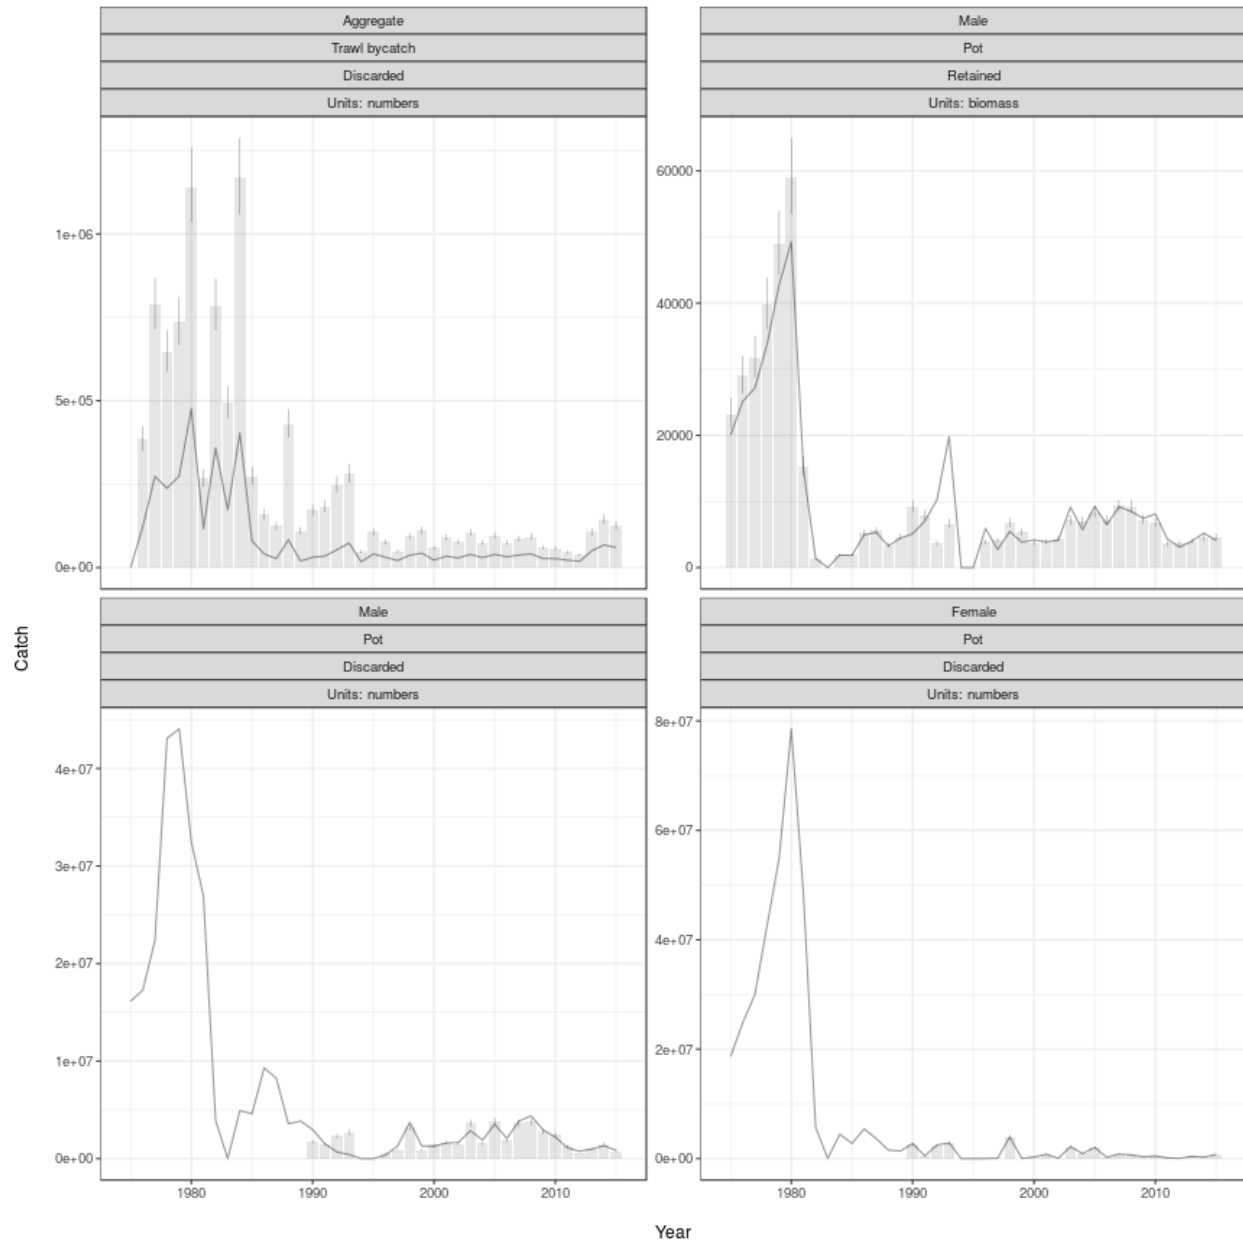 Aggregate
Trawl bycatch
Discarded
Units: numbers
1e+06
5e+05
0e+00
Male
Pot
Retained
Units: biomass
60000
40000
20000
0
Male
Pot
Discarded
Units: numbers
4e+07
3e+07
2e+07
1e+07
0e+00
1980 1990 2000 2010
Female
Pot
Discarded
Units: numbers
8e+07
6e+07
4e+07
2e+07
0e+00
1980 1990 2000 2010
Catch
Year